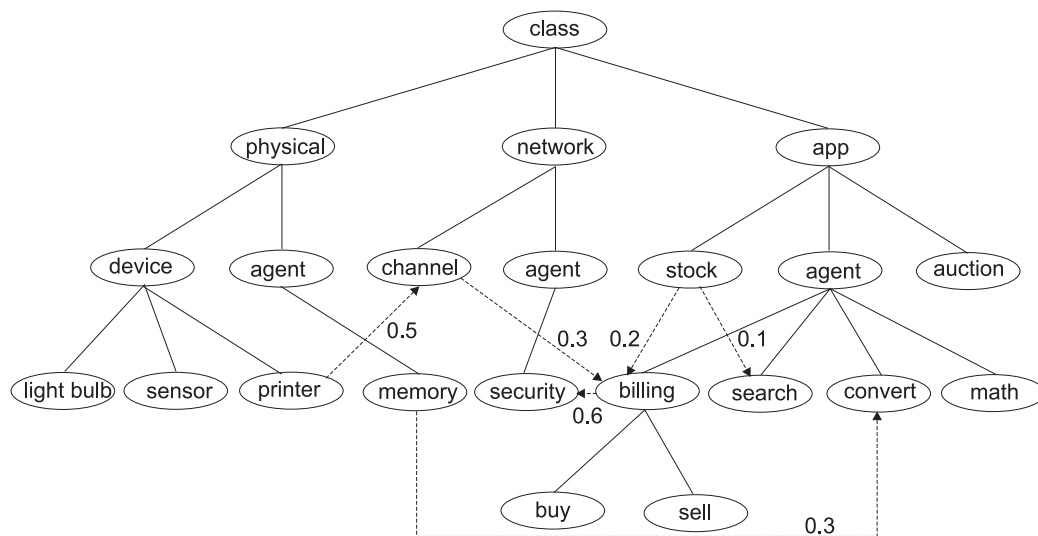 class
physical
network
app
device
agent
channel
agent
stock
agent
auction
0.5
0.3
0.2
0.1
light bulb
sensor
printer
memory
security
billing
search
convert
math
0.6
buy
sell
0.3